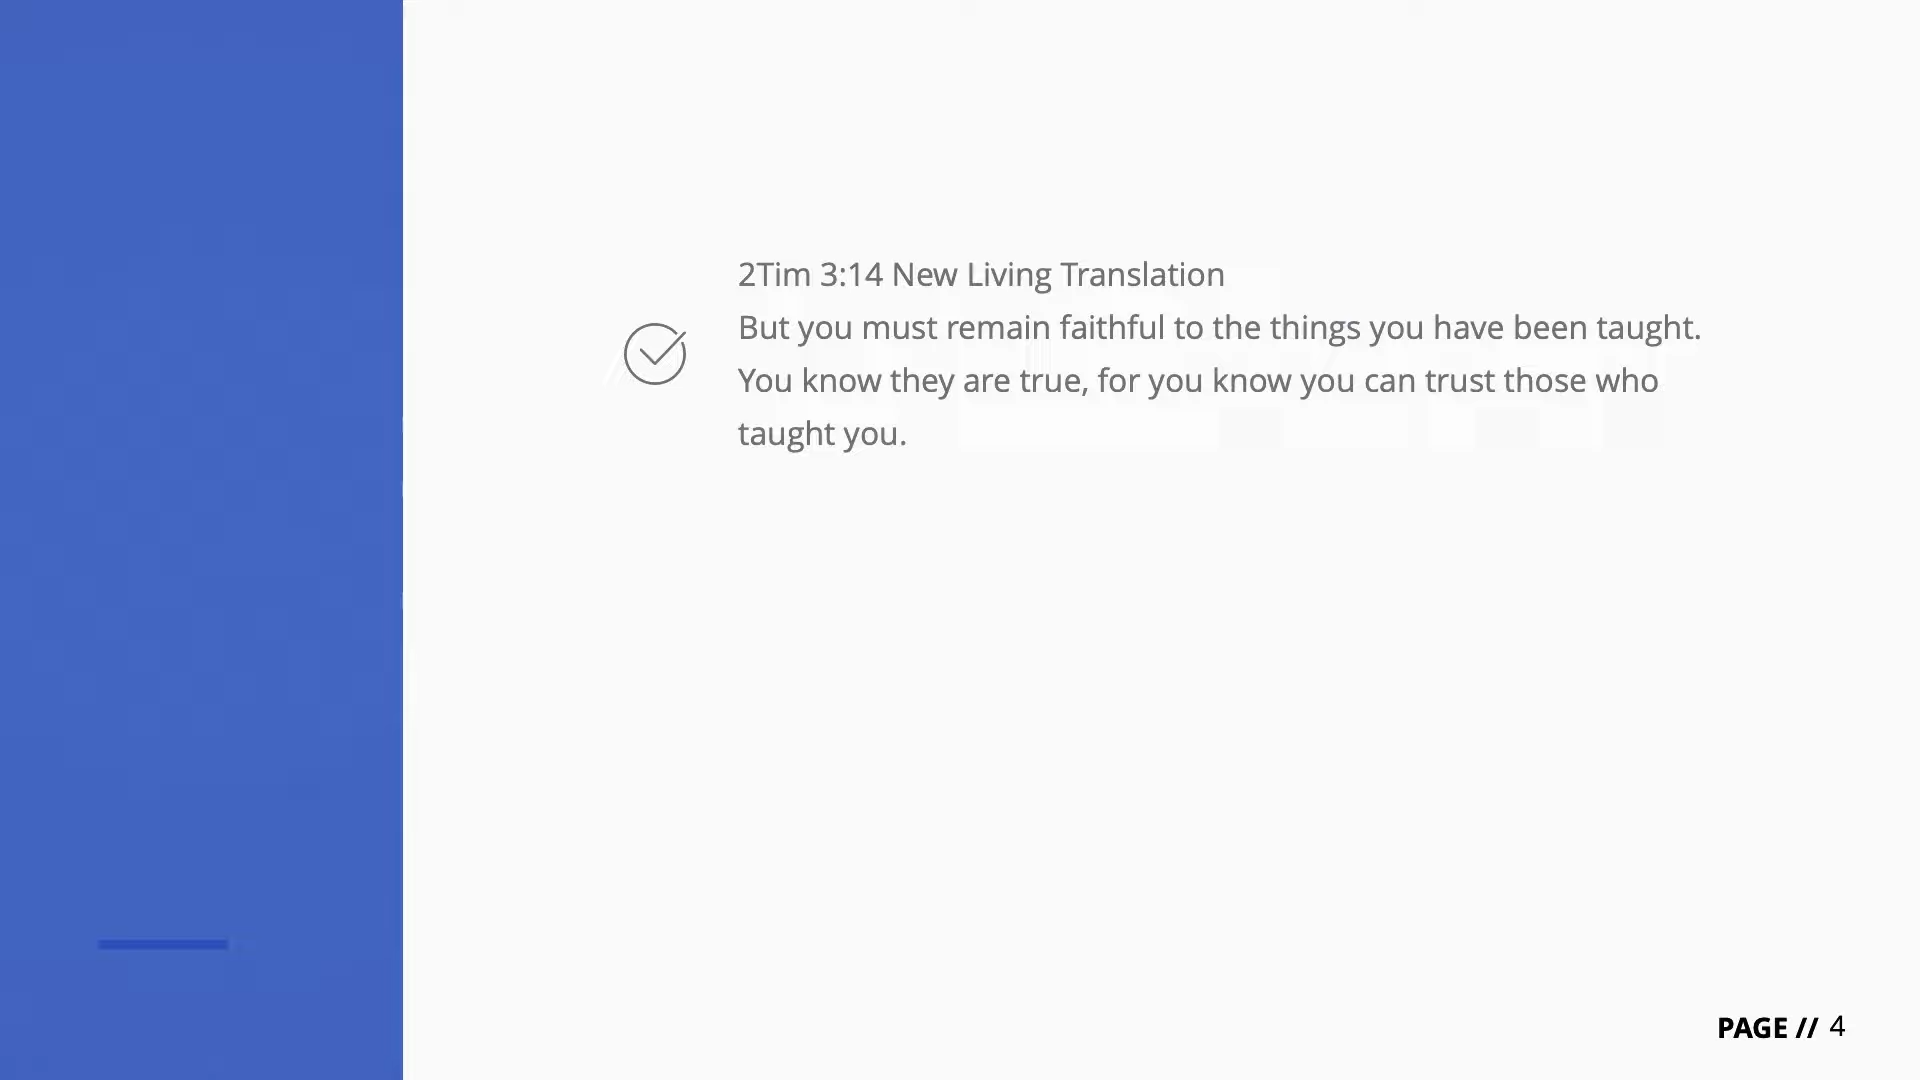 2Tim 3:14 New Living Translation
But you must remain faithful to the things you have been taught.
You know they are true, for you know you can trust those who
taught you.
PAGE // 4